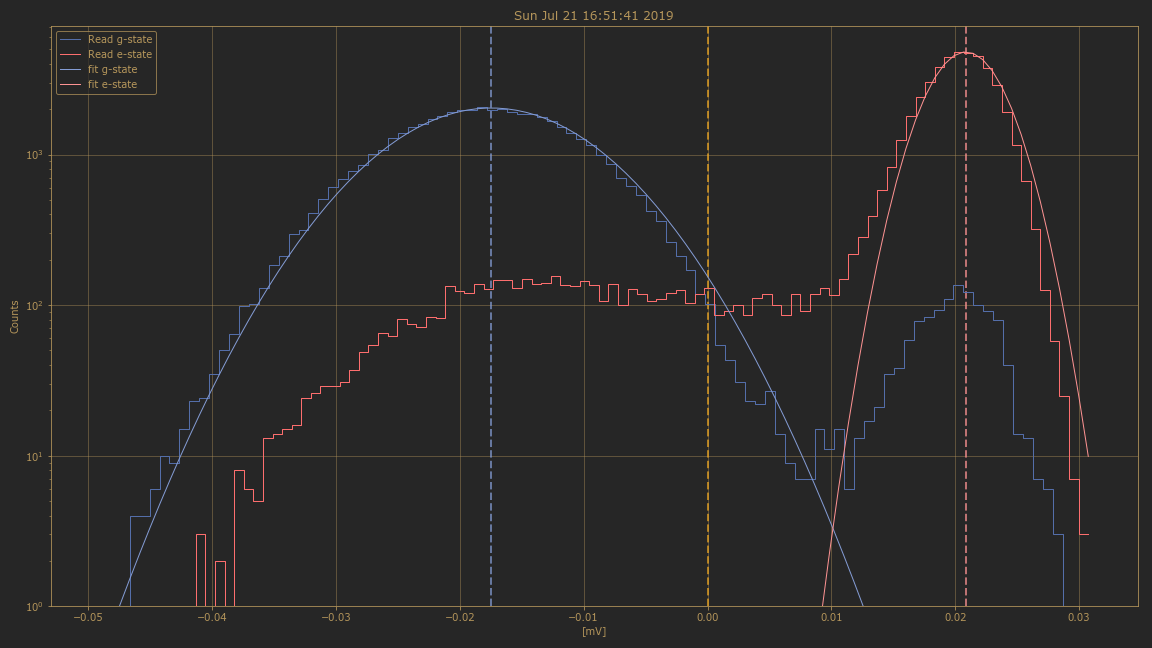 Sun Jul 21 16:51:41 2019
Read g-state
Read e-state
fit g-state
fit e-state
Counts
10³
10²
10¹
10⁰
−0.05 −0.04 −0.03 −0.02 −0.01 0.00 0.01 0.02 0.03
[mV]